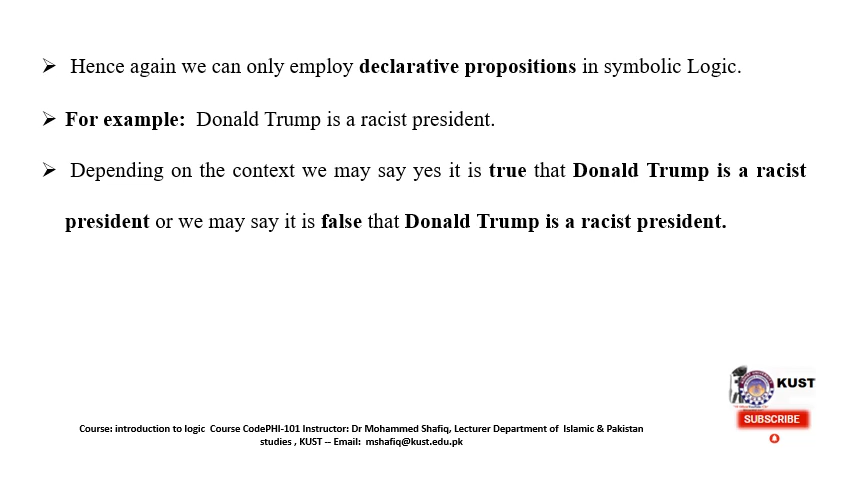 ➢ Hence again we can only employ declarative propositions in symbolic Logic.
➢ For example: Donald Trump is a racist president.
➢ Depending on the context we may say yes it is true that Donald Trump is a racist
president or we may say it is false that Donald Trump is a racist president.
KUST
SUBSCRIBE
Course: introduction to logic Course CodePHI-101 Instructor: Dr Mohammed Shafiq, Lecturer Department of Islamic & Pakistan
studies , KUST -- Email: mshafiq@kust.edu.pk